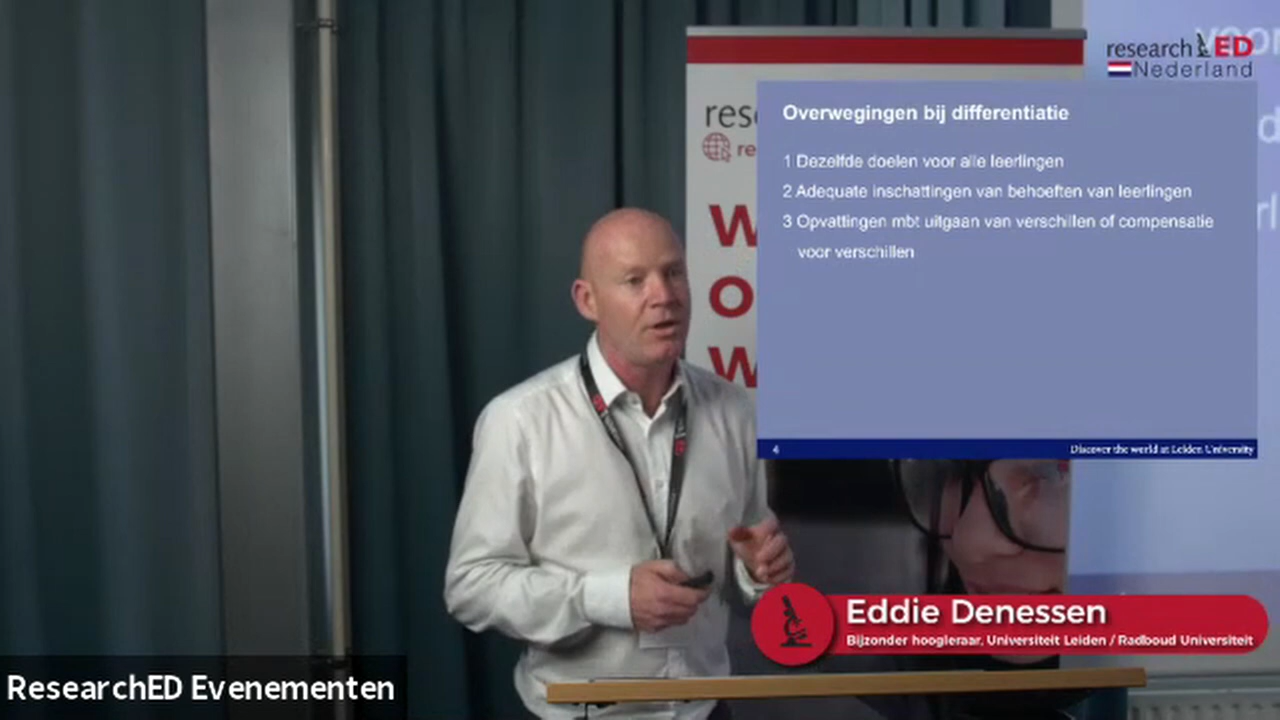 research ED
Nederland
Overwegingen bij differentiatie
1 Dezelfde doelen voor alle leerlingen
2 Adequate inschattingen van behoeften van leerlingen
3 Opvattingen mbt uitgaan van verschillen of compensatie
voor verschillen
4
Discover the world at Leiden University
Eddie Denessen
Bijzonder hoogleraar, Universiteit Leiden / Radboud Universiteit
ResearchED Evenementen